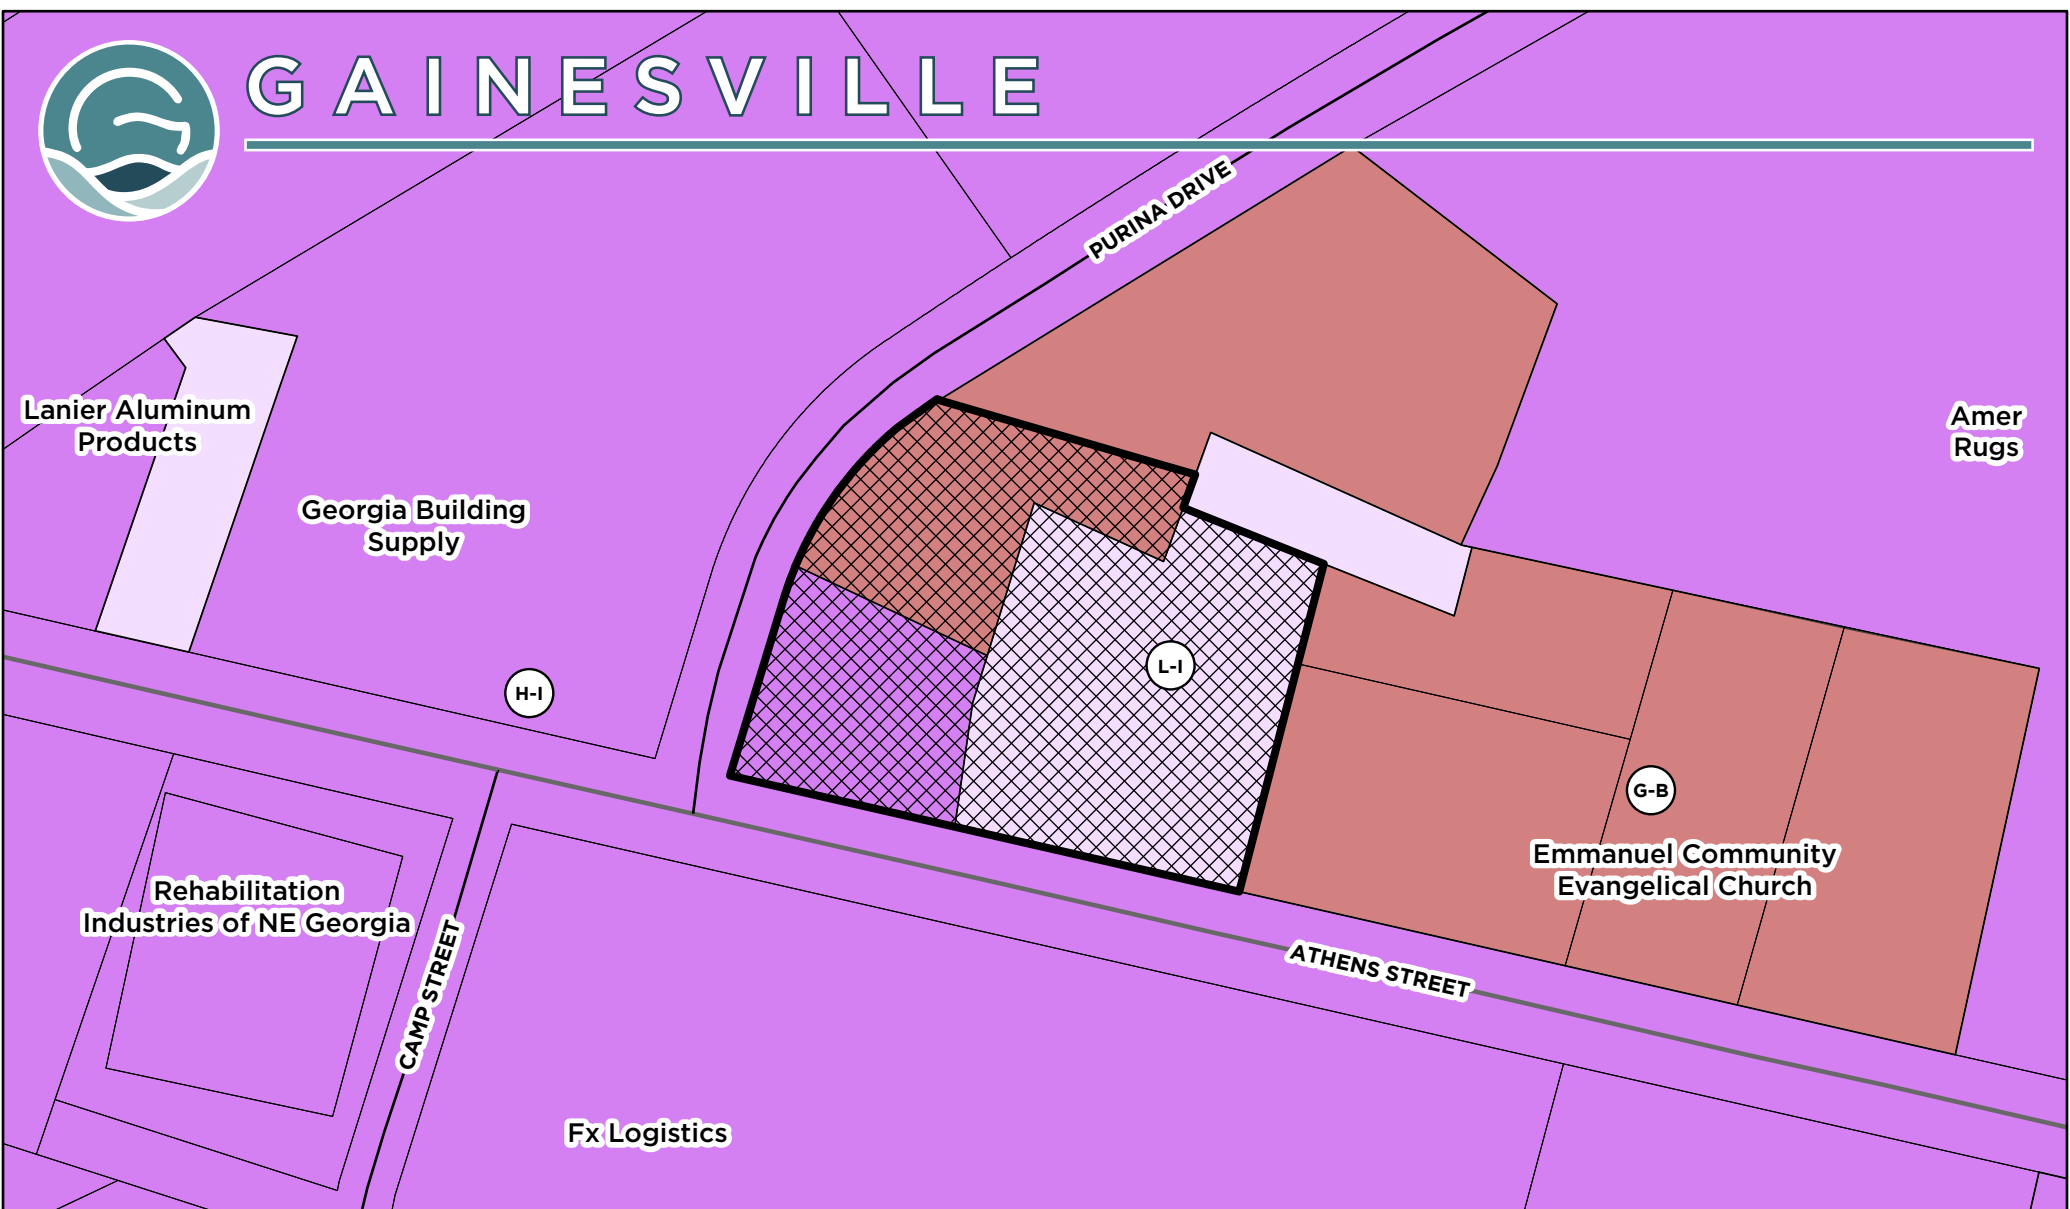 GAINESVILLE
PURINA DRIVE
Lanier Aluminum
Products
Amer
Rugs
Georgia Building
Supply
L-I
H-I
G-B
Emmanuel Community
Evangelical Church
Rehabilitation
Industries of NE Georgia
CAMP STREET
ATHENS STREET
Fx Logistics